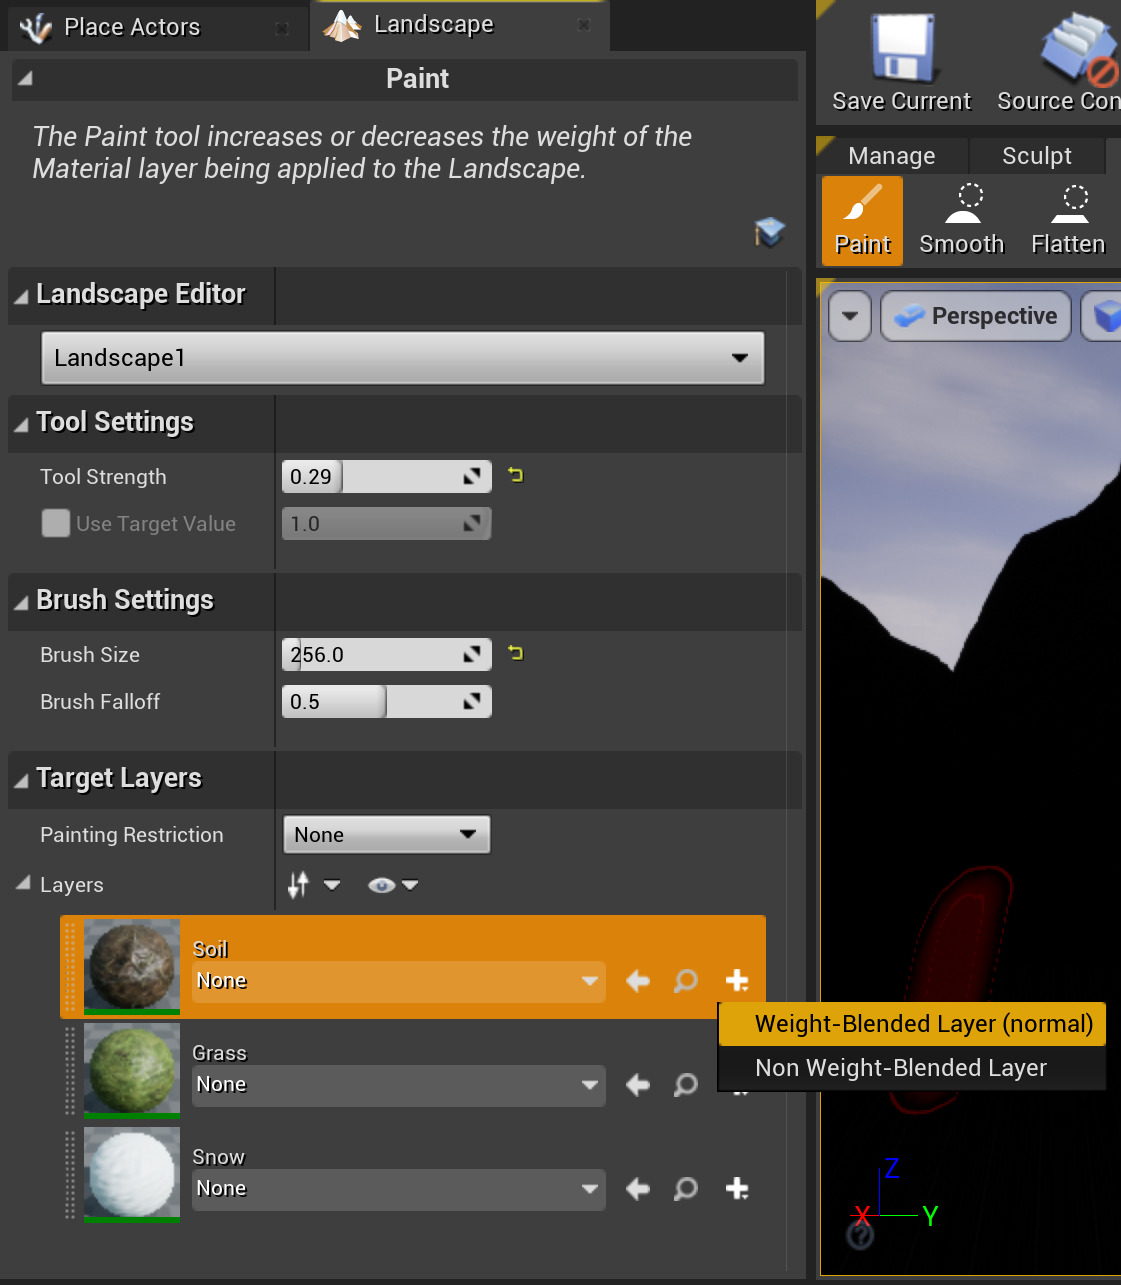 Place Actors
Landscape
Paint
The Paint tool increases or decreases the weight of the
Material layer being applied to the Landscape.
Landscape Editor
Landscape1
Tool Settings
Tool Strength
0.29
Use Target Value
1.0
Brush Settings
Brush Size
256.0
Brush Falloff
0.5
Target Layers
Painting Restriction
None
Layers
Soil
None
Grass
None
Snow
None
Save Current
Source Con
Manage
Sculpt
Paint
Smooth
Flatten
Perspective
Weight-Blended Layer (normal)
Non Weight-Blended Layer
Z
X
Y
?